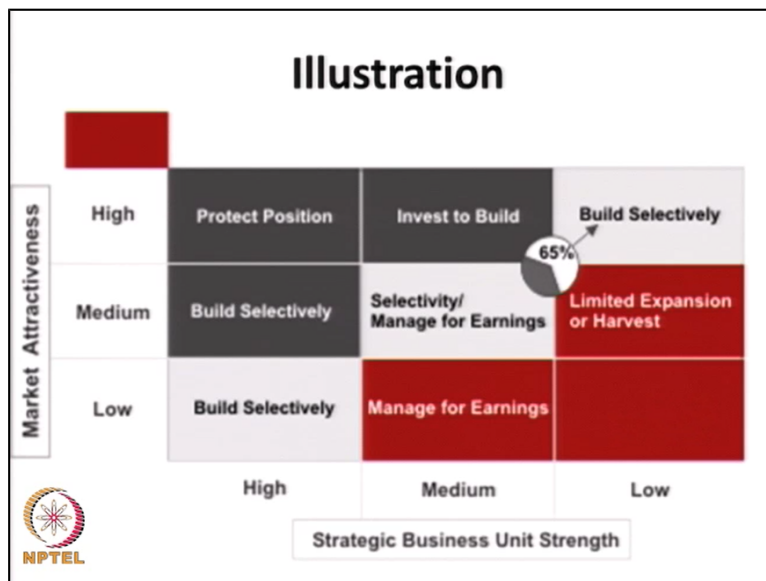 Illustration
Market Attractiveness
High
Protect Position
Invest to Build
Build Selectively
65%
Medium
Build Selectively
Selectivity/
Manage for Earnings
Limited Expansion
or Harvest
Low
Build Selectively
Manage for Earnings
High
Medium
Low
Strategic Business Unit Strength
NPTEL